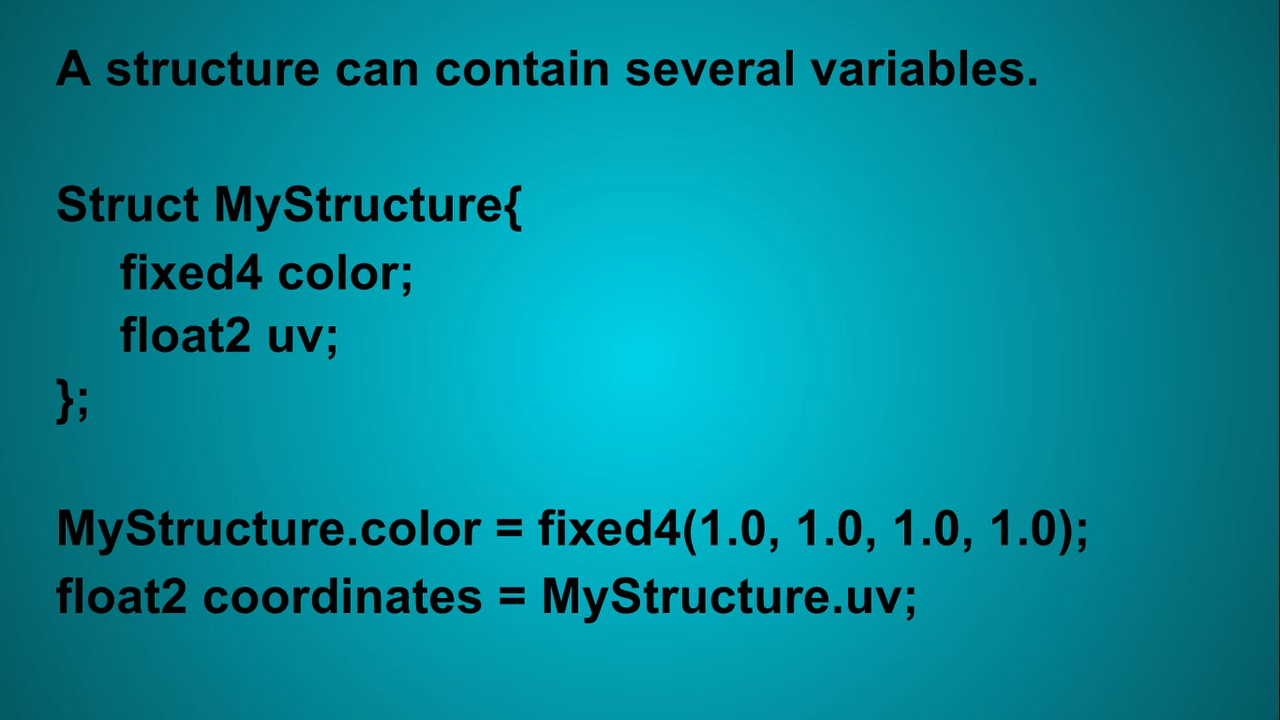 A structure can contain several variables.
Struct MyStructure{
fixed4 color;
float2 uv;
};
MyStructure.color = fixed4(1.0, 1.0, 1.0, 1.0);
float2 coordinates = MyStructure.uv;